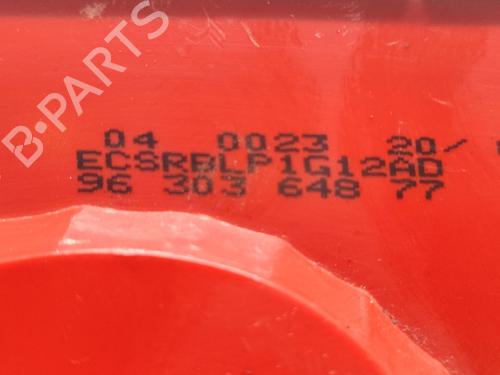 B-PARTS
04 0023 20/
ECSRBLP1G12AD
96 303 648 77